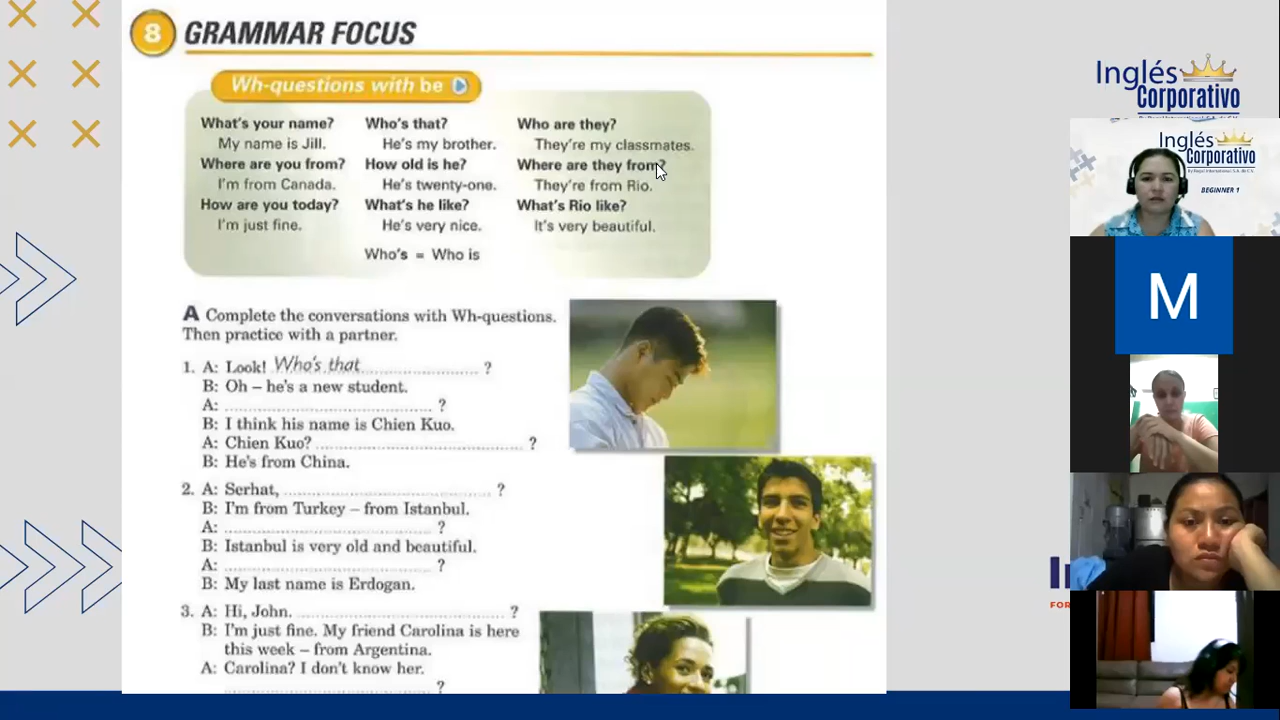 8 GRAMMAR FOCUS
Wh-questions with be
What's your name?
My name is Jill.
Where are you from?
I'm from Canada.
How are you today?
I'm just fine.
Who's that?
He's my brother.
How old is he?
He's twenty-one.
What's he like?
He's very nice.
Who's = Who is
Who are they?
They're my classmates.
Where are they from?
They're from Rio.
What's Rio like?
It's very beautiful.
A Complete the conversations with Wh-questions.
Then practice with a partner.
1. A: Look! Who's that ?
B: Oh – he's a new student.
A: ?
B: I think his name is Chien Kuo.
A: Chien Kuo? ?
B: He's from China.
2. A: Serhat, ?
B: I'm from Turkey – from Istanbul.
A: ?
B: Istanbul is very old and beautiful.
A: ?
B: My last name is Erdogan.
3. A: Hi, John. ?
B: I'm just fine. My friend Carolina is here
this week – from Argentina.
A: Carolina? I don't know her.
?
Inglés
Corporativo
Inglés
Corporativo
BEGINNER 1
M
FOR